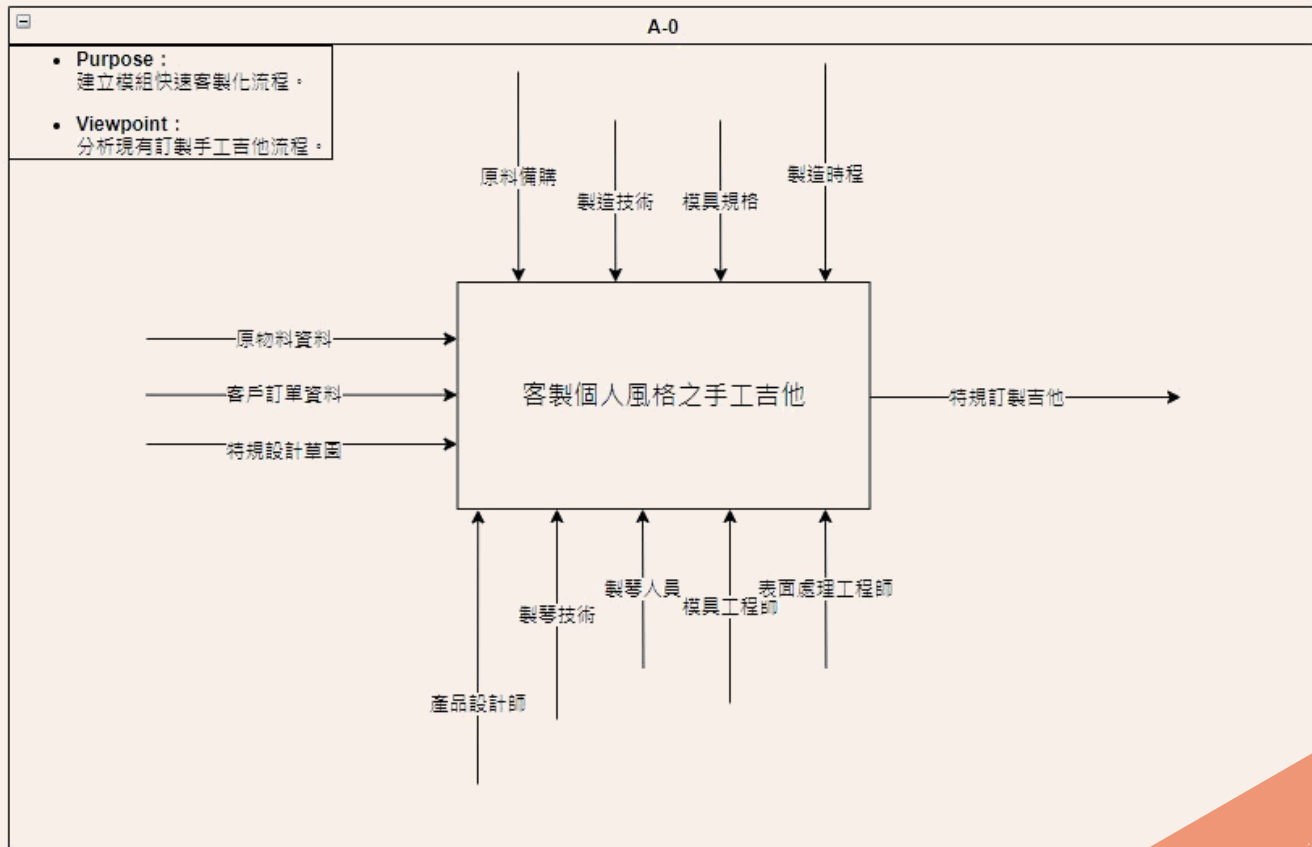 A-0
Purpose：
建立模組快速客製化流程。
Viewpoint：
分析現有訂製手工吉他流程。
原料備購
製造技術
模具規格
製造時程
原物料資料
客戶訂單資料
特規設計草圖
客製個人風格之手工吉他
特規訂製吉他
產品設計師
製琴技術
製琴人員
模具工程師
表面處理工程師